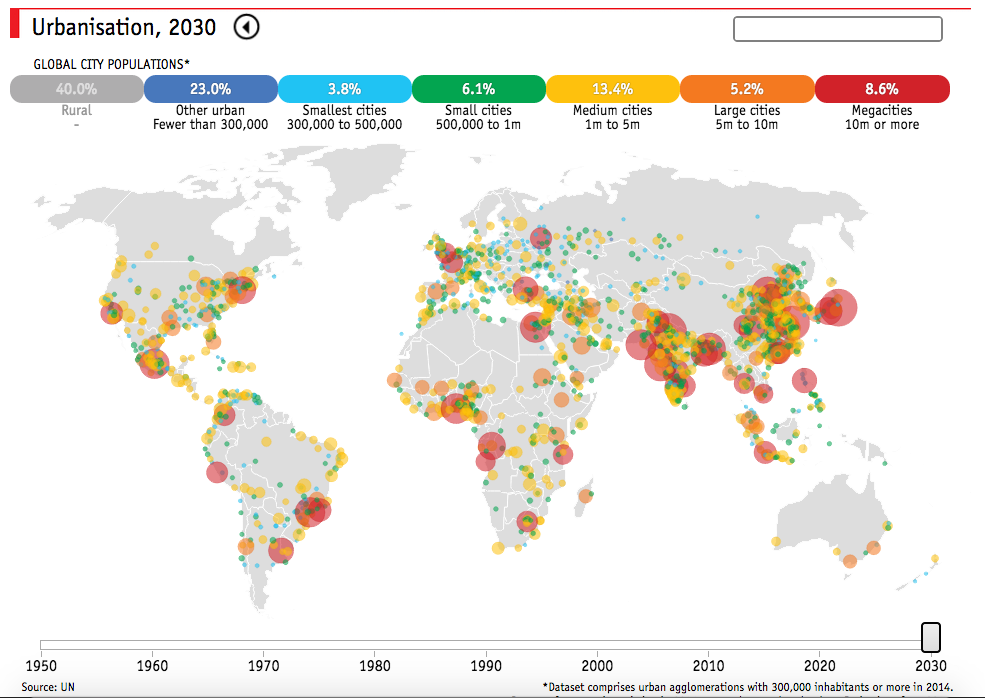 Urbanisation, 2030
GLOBAL CITY POPULATIONS*
40.0% 23.0% 3.8% 6.1% 13.4% 5.2% 8.6%
Rural Other urban Smallest cities Small cities Medium cities Large cities Megacities
- Fewer than 300,000 300,000 to 500,000 500,000 to 1m 1m to 5m 5m to 10m 10m or more
1950 1960 1970 1980 1990 2000 2010 2020 2030
Source: UN *Dataset comprises urban agglomerations with 300,000 inhabitants or more in 2014.